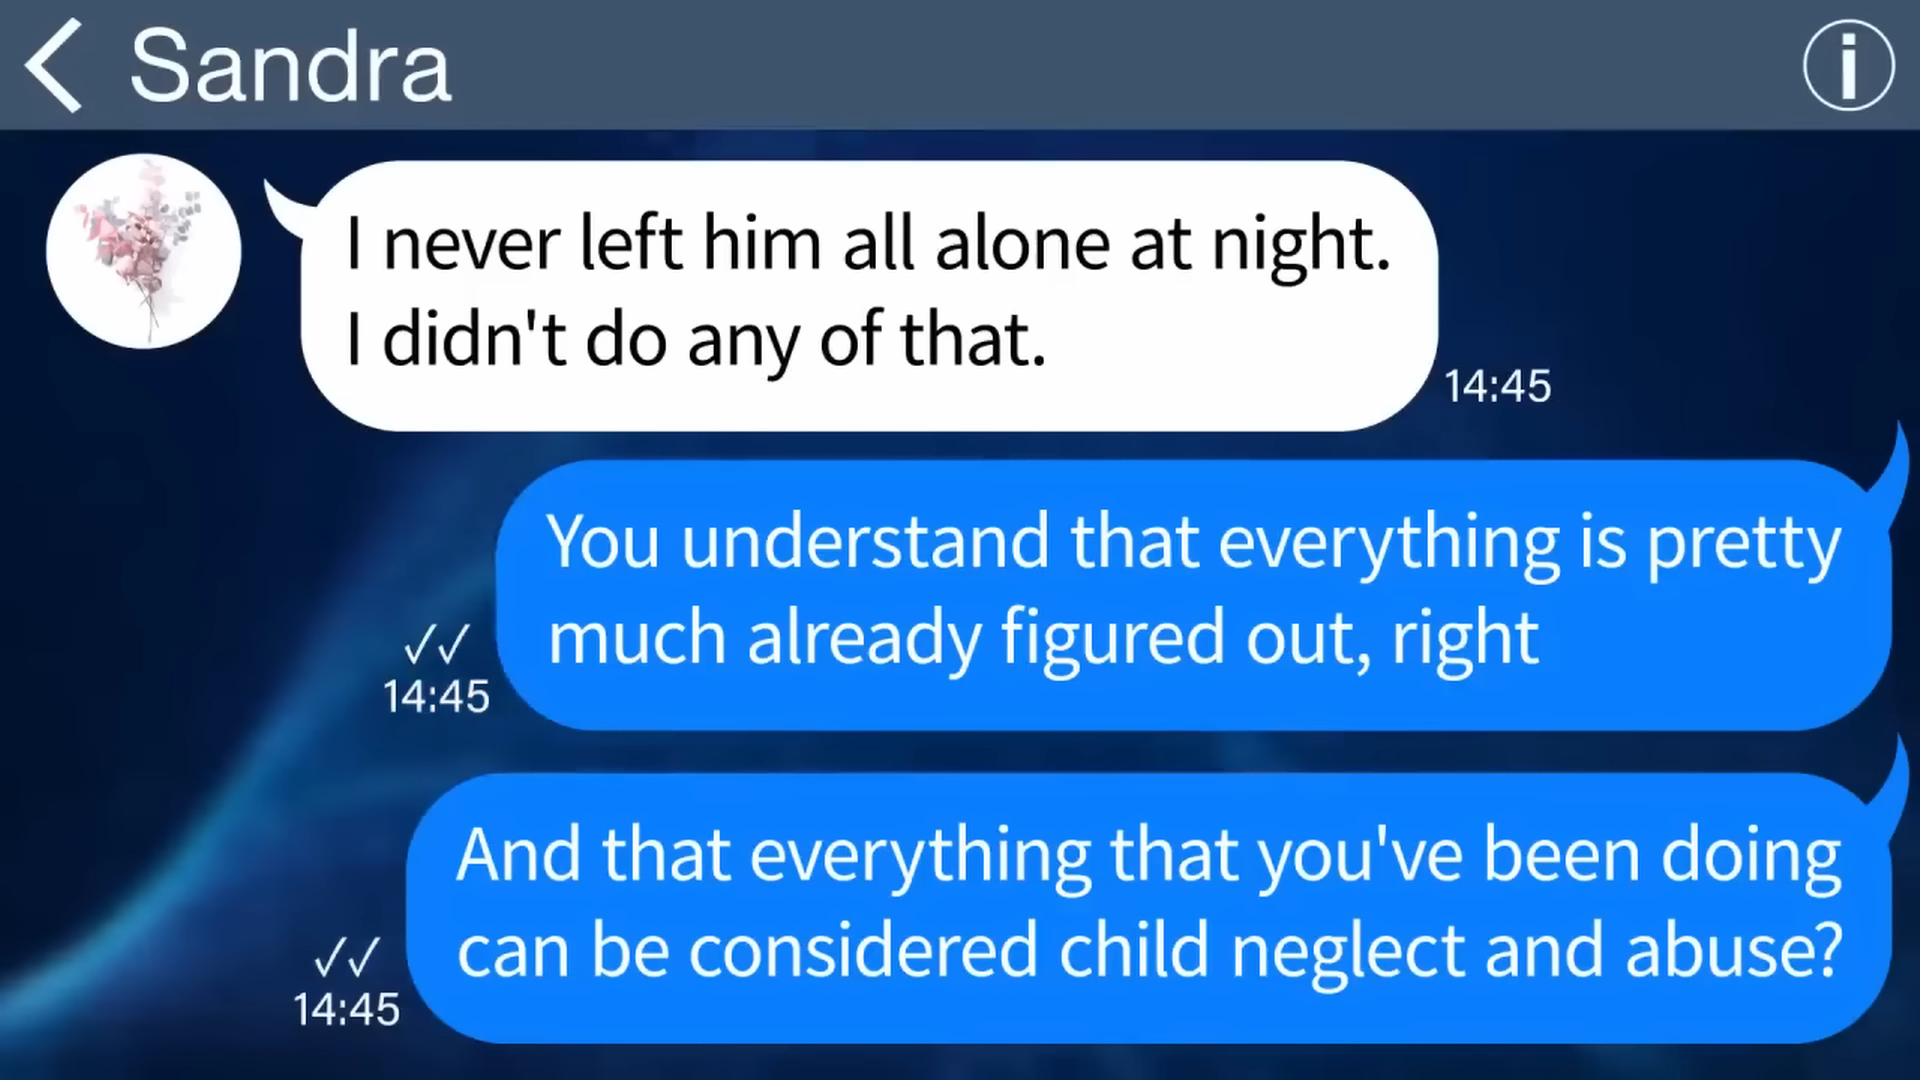 Sandra
I never left him all alone at night.
I didn't do any of that.
14:45
You understand that everything is pretty
much already figured out, right
14:45
And that everything that you've been doing
can be considered child neglect and abuse?
14:45